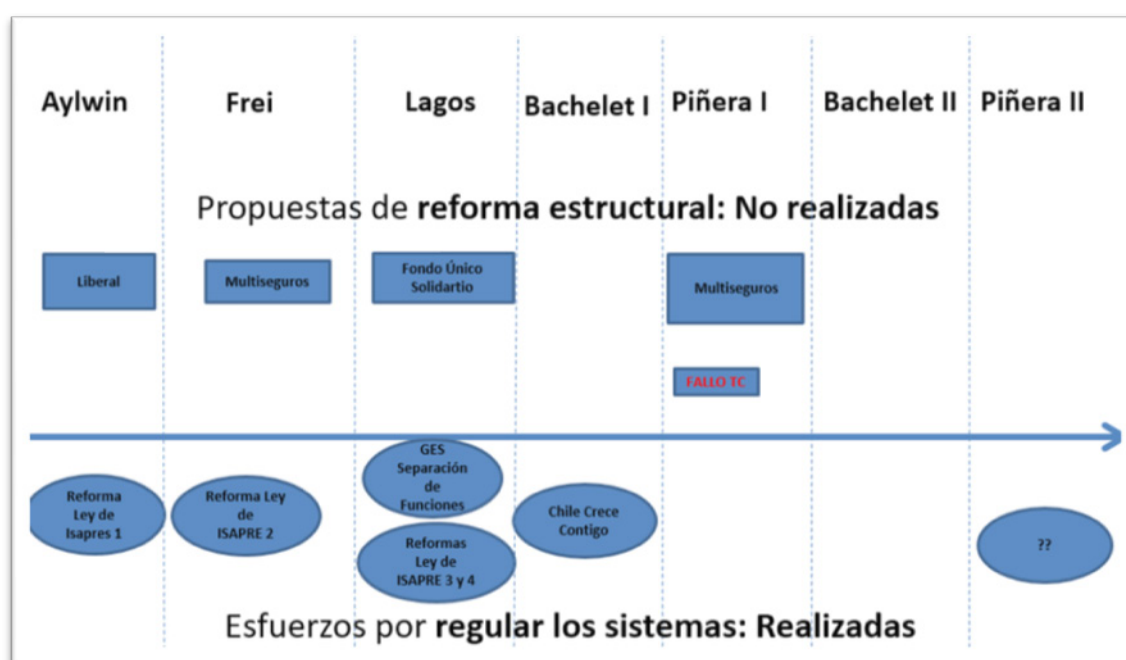 Aylwin Frei Lagos Bachelet I Piñera I Bachelet II Piñera II
Propuestas de reforma estructural: No realizadas
Liberal
Multiseguros
Fondo Único
Solidartio
Multiseguros
FALLO TC
Reforma
Ley de
Isapres 1
Reforma Ley
de
ISAPRE 2
GES
Separación
de
Funciones
Reformas
Ley de
ISAPRE 3 y 4
Chile Crece
Contigo
??
Esfuerzos por regular los sistemas: Realizadas